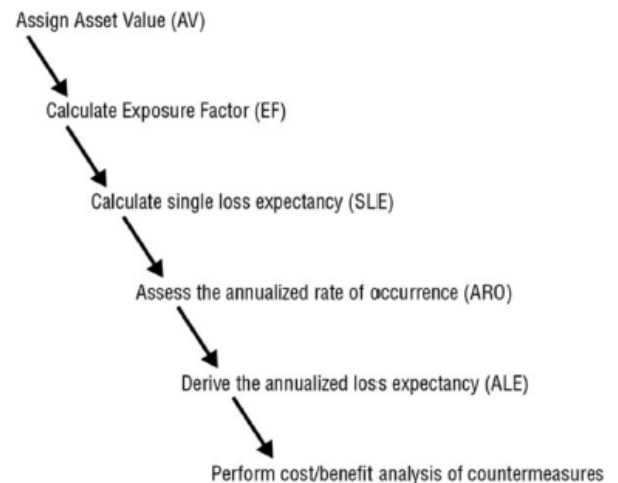 Assign Asset Value (AV)
Calculate Exposure Factor (EF)
Calculate single loss expectancy (SLE)
Assess the annualized rate of occurrence (ARO)
Derive the annualized loss expectancy (ALE)
Perform cost/benefit analysis of countermeasures